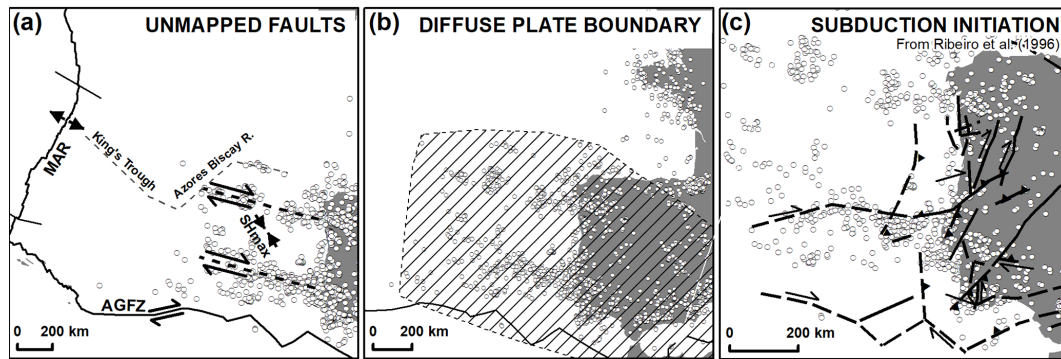 (a) UNMAPPED FAULTS
MAR
King's Trough
Azores Biscay R.
SHmax
AGFZ
0 200 km
(b) DIFFUSE PLATE BOUNDARY
0 200 km
(c) SUBDUCTION INITIATION
From Ribeiro et al. (1996)
0 200 km